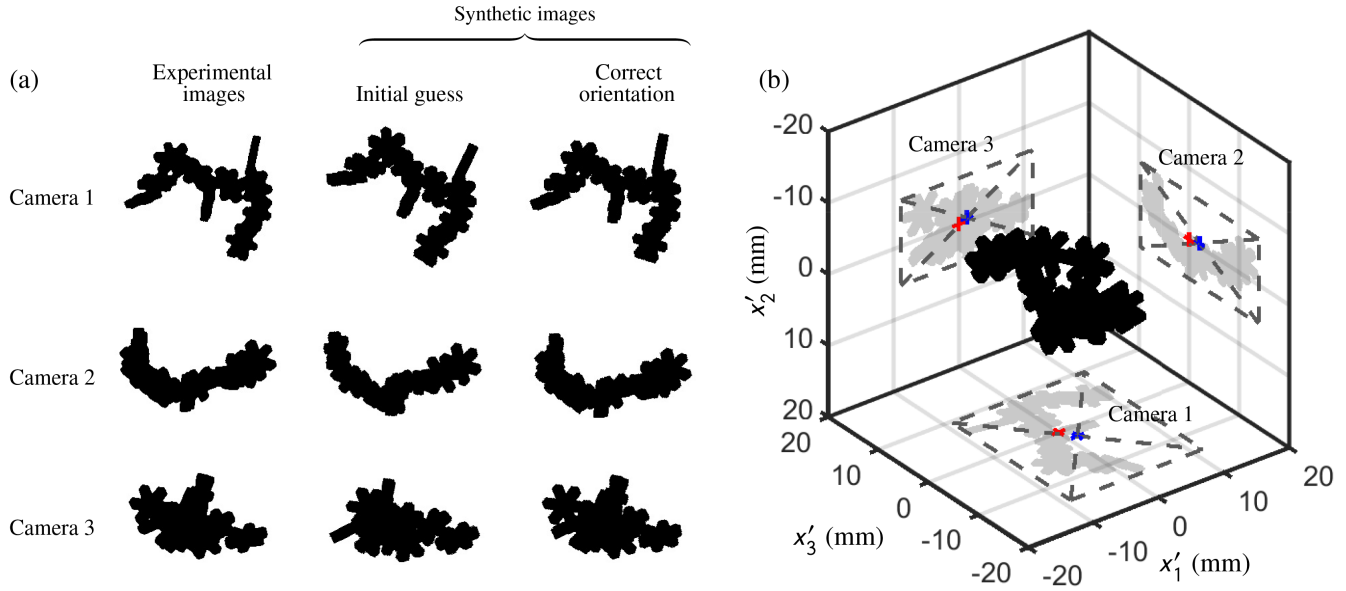 Synthetic images
(a)
Experimental
images
Initial guess
Correct
orientation
Camera 1
Camera 2
Camera 3
(b)
Camera 3
Camera 2
Camera 1
-20
-10
0
10
20
x′2 (mm)
20
10
0
-10
-20
x′3 (mm)
-20
-10
0
10
20
x′1 (mm)